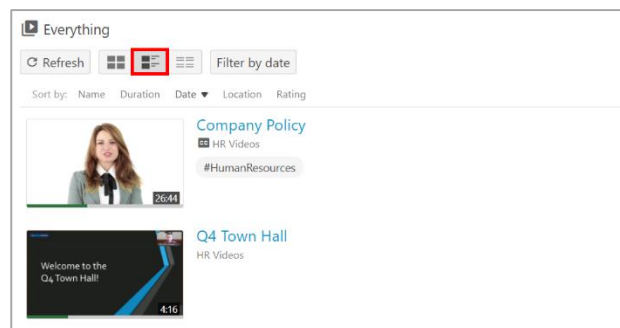 Everything
Refresh Filter by date
Sort by: Name Duration Date ▼ Location Rating
Company Policy
CC HR Videos
#HumanResources
26:44
Q4 Town Hall
HR Videos
Welcome to the
Q4 Town Hall!
4:16